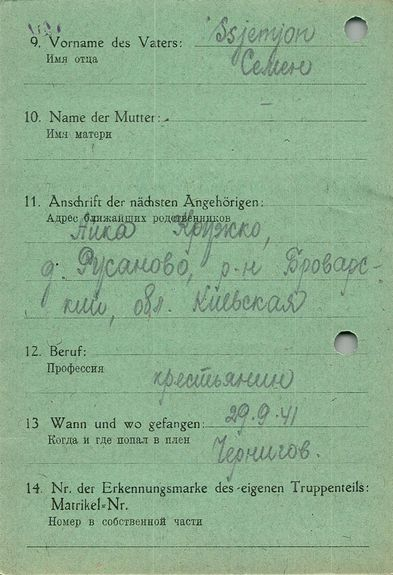 Ssjemjon
9. Vorname des Vaters:
Имя отца
Семен
10. Name der Mutter: -
Имя матери
11. Anschrift der nächsten Angehörigen:
Адрес ближайших родственников
Айка Кружко,
д. Русаново, р-н Броварс-
кий, обл. Киевская
12. Beruf:
Профессия
крестьянин
13 Wann und wo gefangen: 29.9.41
Когда и где попал в плен
Чернигов.
14. Nr. der Erkennungsmarke des eigenen Truppenteils:
Matrikel-Nr.
Номер в собственной части